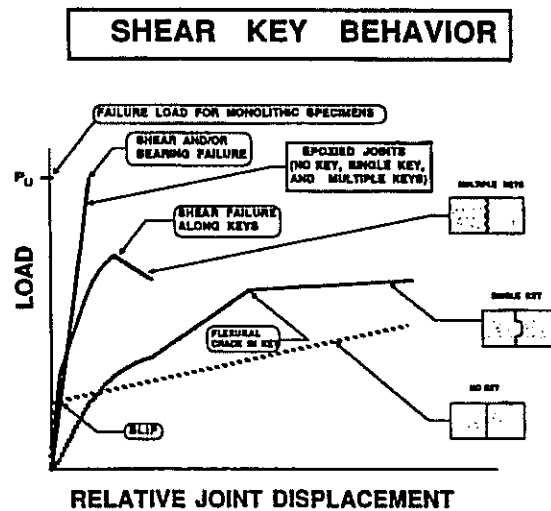 SHEAR KEY BEHAVIOR
FAILURE LOAD FOR MONOLITHIC SPECIMENS
SHEAR AND/OR
BEARING FAILURE
EPOXIED JOINTS
(NO KEY, SINGLE KEY,
AND MULTIPLE KEYS)
PU
MULTIPLE KEYS
SHEAR FAILURE
ALONG KEYS
LOAD
SINGLE KEY
FLEXURAL
CRACK IN KEY
NO KEY
SLIP
RELATIVE JOINT DISPLACEMENT